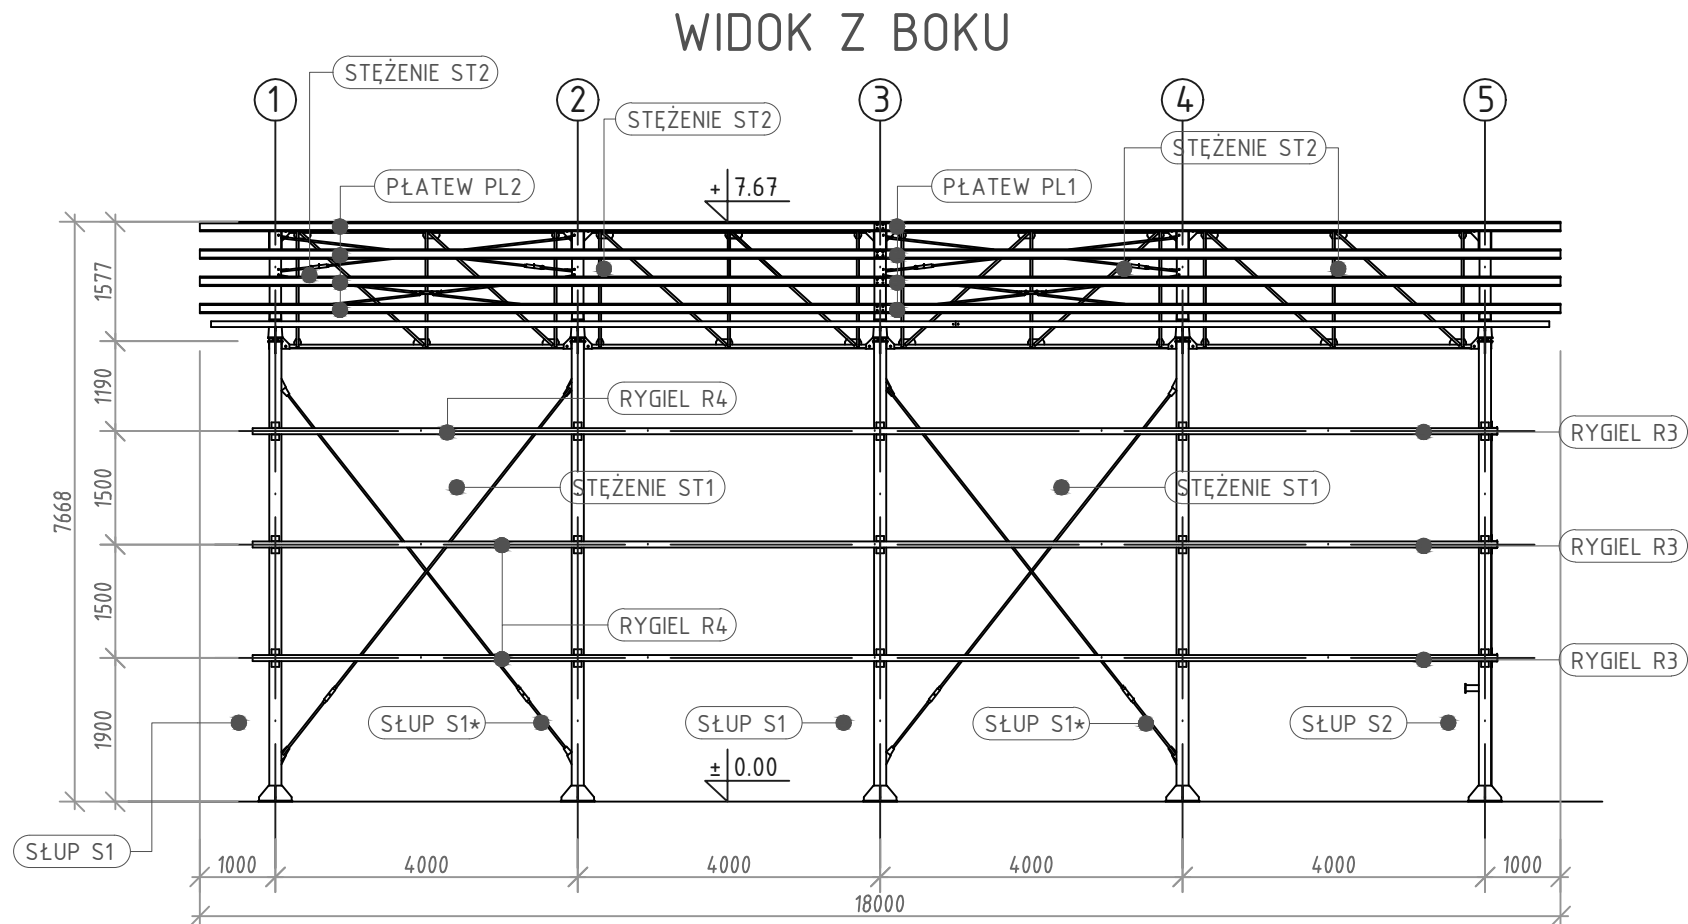 WIDOK Z BOKU
STĘŻENIE ST2
1
2
3
4
5
STĘŻENIE ST2
STĘŻENIE ST2
PŁATEW PL2
+ 7.67
PŁATEW PL1
1577
1190
RYGIEL R4
RYGIEL R3
7668
1500
STĘŻENIE ST1
STĘŻENIE ST1
RYGIEL R3
1500
RYGIEL R4
RYGIEL R3
1900
SŁUP S1*
SŁUP S1
SŁUP S1*
SŁUP S2
± 0.00
SŁUP S1
1000
4000
4000
4000
4000
1000
18000